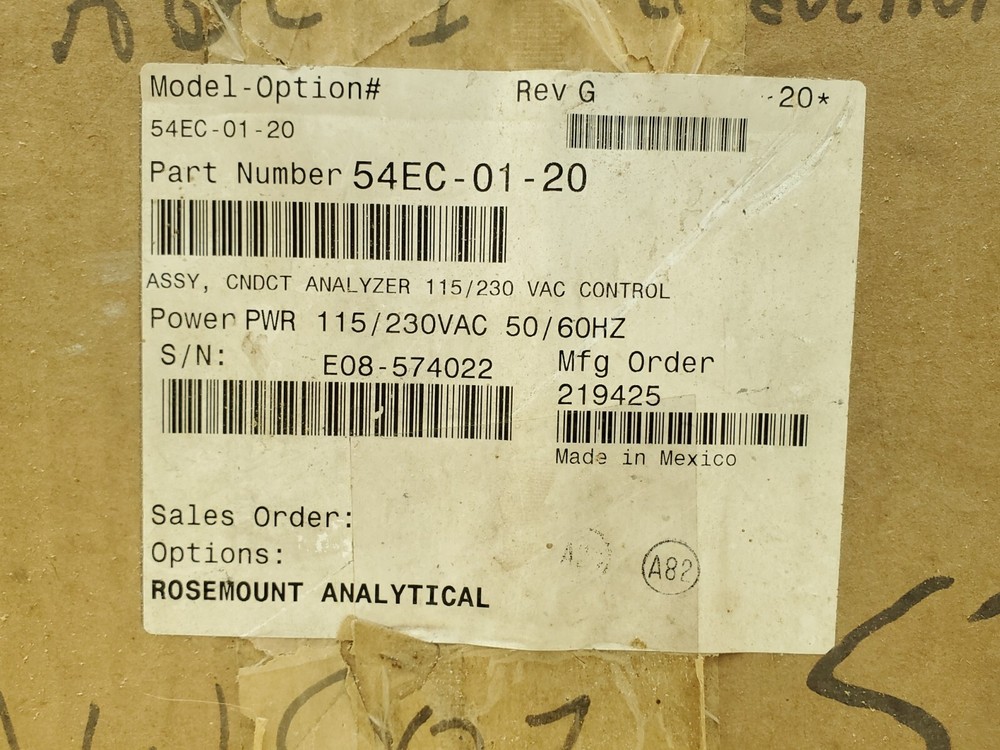 Model-Option# Rev G -20*
54EC-01-20
Part Number 54EC-01-20
ASSY, CNDCT ANALYZER 115/230 VAC CONTROL
Power PWR 115/230VAC 50/60HZ
S/N: E08-574022
Mfg Order
219425
Made in Mexico
Sales Order:
Options:
A82
ROSEMOUNT ANALYTICAL